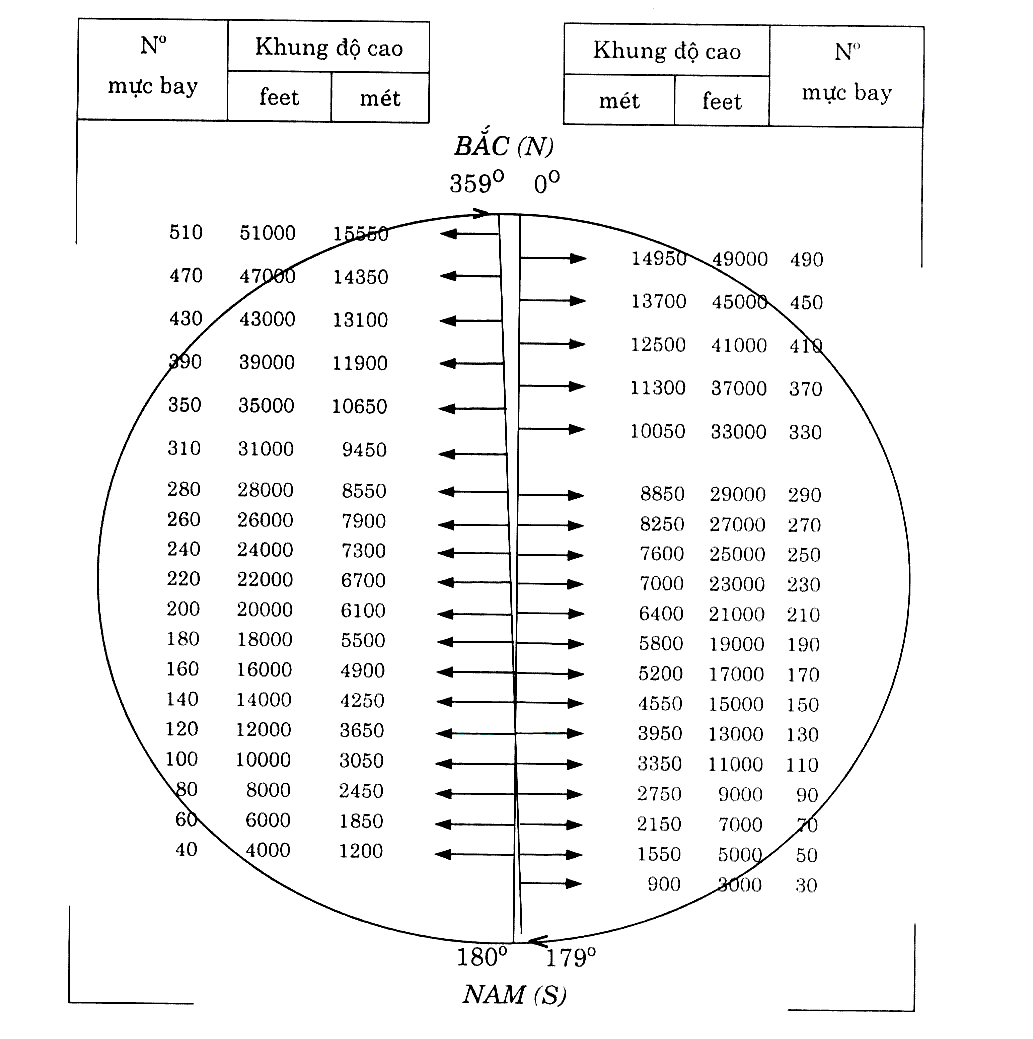 Nº Khung độ cao Khung độ cao Nº
mực bay feet mét mét feet mực bay
BẮC (N)
359° 0°
510 51000 15550
14950 49000 490
470 47000 14350
13700 45000 450
430 43000 13100
12500 41000 410
390 39000 11900
11300 37000 370
350 35000 10650
10050 33000 330
310 31000 9450
280 28000 8550 8850 29000 290
260 26000 7900 8250 27000 270
240 24000 7300 7600 25000 250
220 22000 6700 7000 23000 230
200 20000 6100 6400 21000 210
180 18000 5500 5800 19000 190
160 16000 4900 5200 17000 170
140 14000 4250 4550 15000 150
120 12000 3650 3950 13000 130
100 10000 3050 3350 11000 110
80 8000 2450 2750 9000 90
60 6000 1850 2150 7000 70
40 4000 1200 1550 5000 50
900 3000 30
180° 179°
NAM (S)